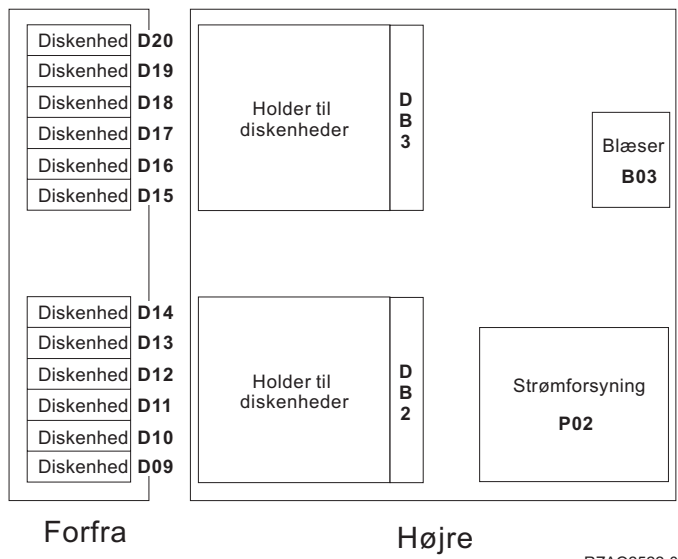 Diskenhed D20
Diskenhed D19
Diskenhed D18
Diskenhed D17
Diskenhed D16
Diskenhed D15
Diskenhed D14
Diskenhed D13
Diskenhed D12
Diskenhed D11
Diskenhed D10
Diskenhed D09
Forfra
Holder til
diskenheder
D
B
3
Blæser
B03
Holder til
diskenheder
D
B
2
Strømforsyning
P02
Højre